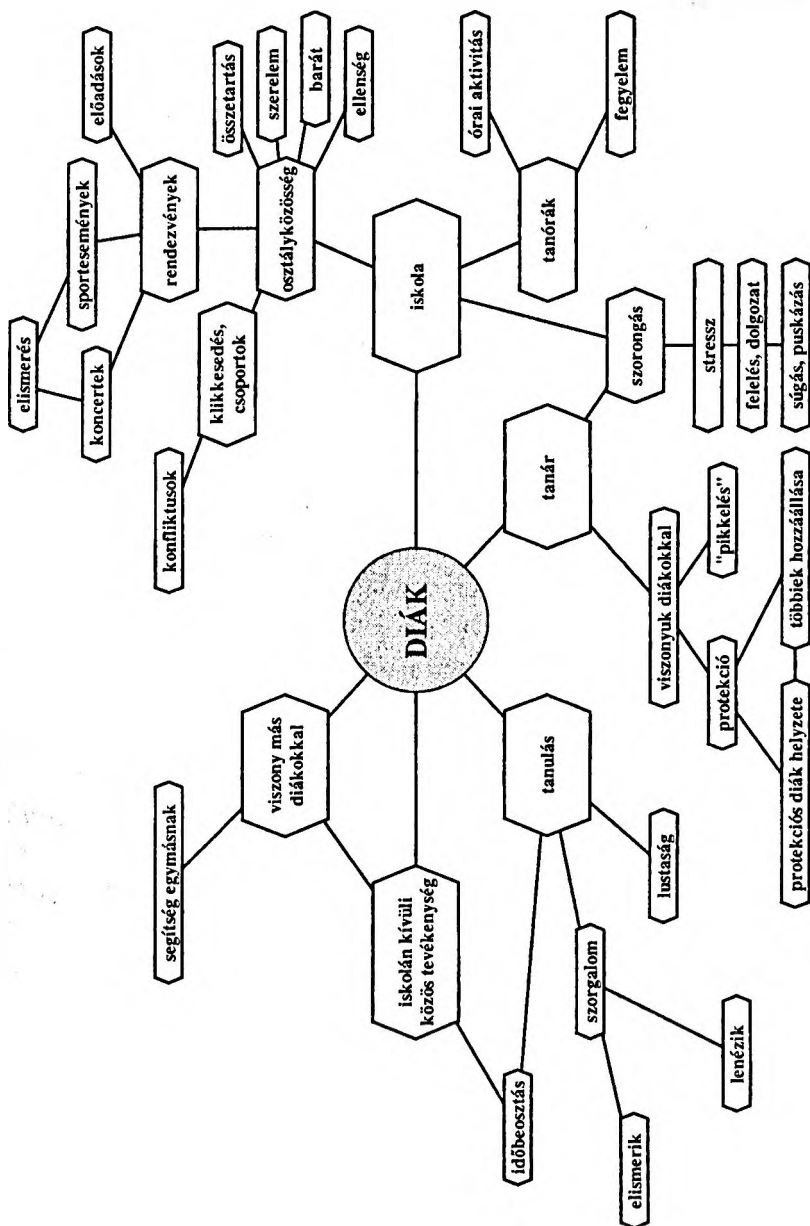 DIÁK
iskola
osztályközösség
rendezvények
koncertek
sportesemények
elismerés
előadások
összetartás
szerelem
barát
ellenség
klikkesedés,
csoportok
konfliktusok
tanórák
órai aktivitás
fegyelem
szorongás
stressz
felelés, dolgozat
súgás, puskázás
tanár
viszonyuk diákokkal
"pikkelés"
protekció
protekciós diák helyzete
többiek hozzáállása
tanulás
lustaság
szorgalom
elismerik
lenézik
időbeosztás
iskolán kívüli
közös tevékenység
viszony más
diákokkal
segítség egymásnak